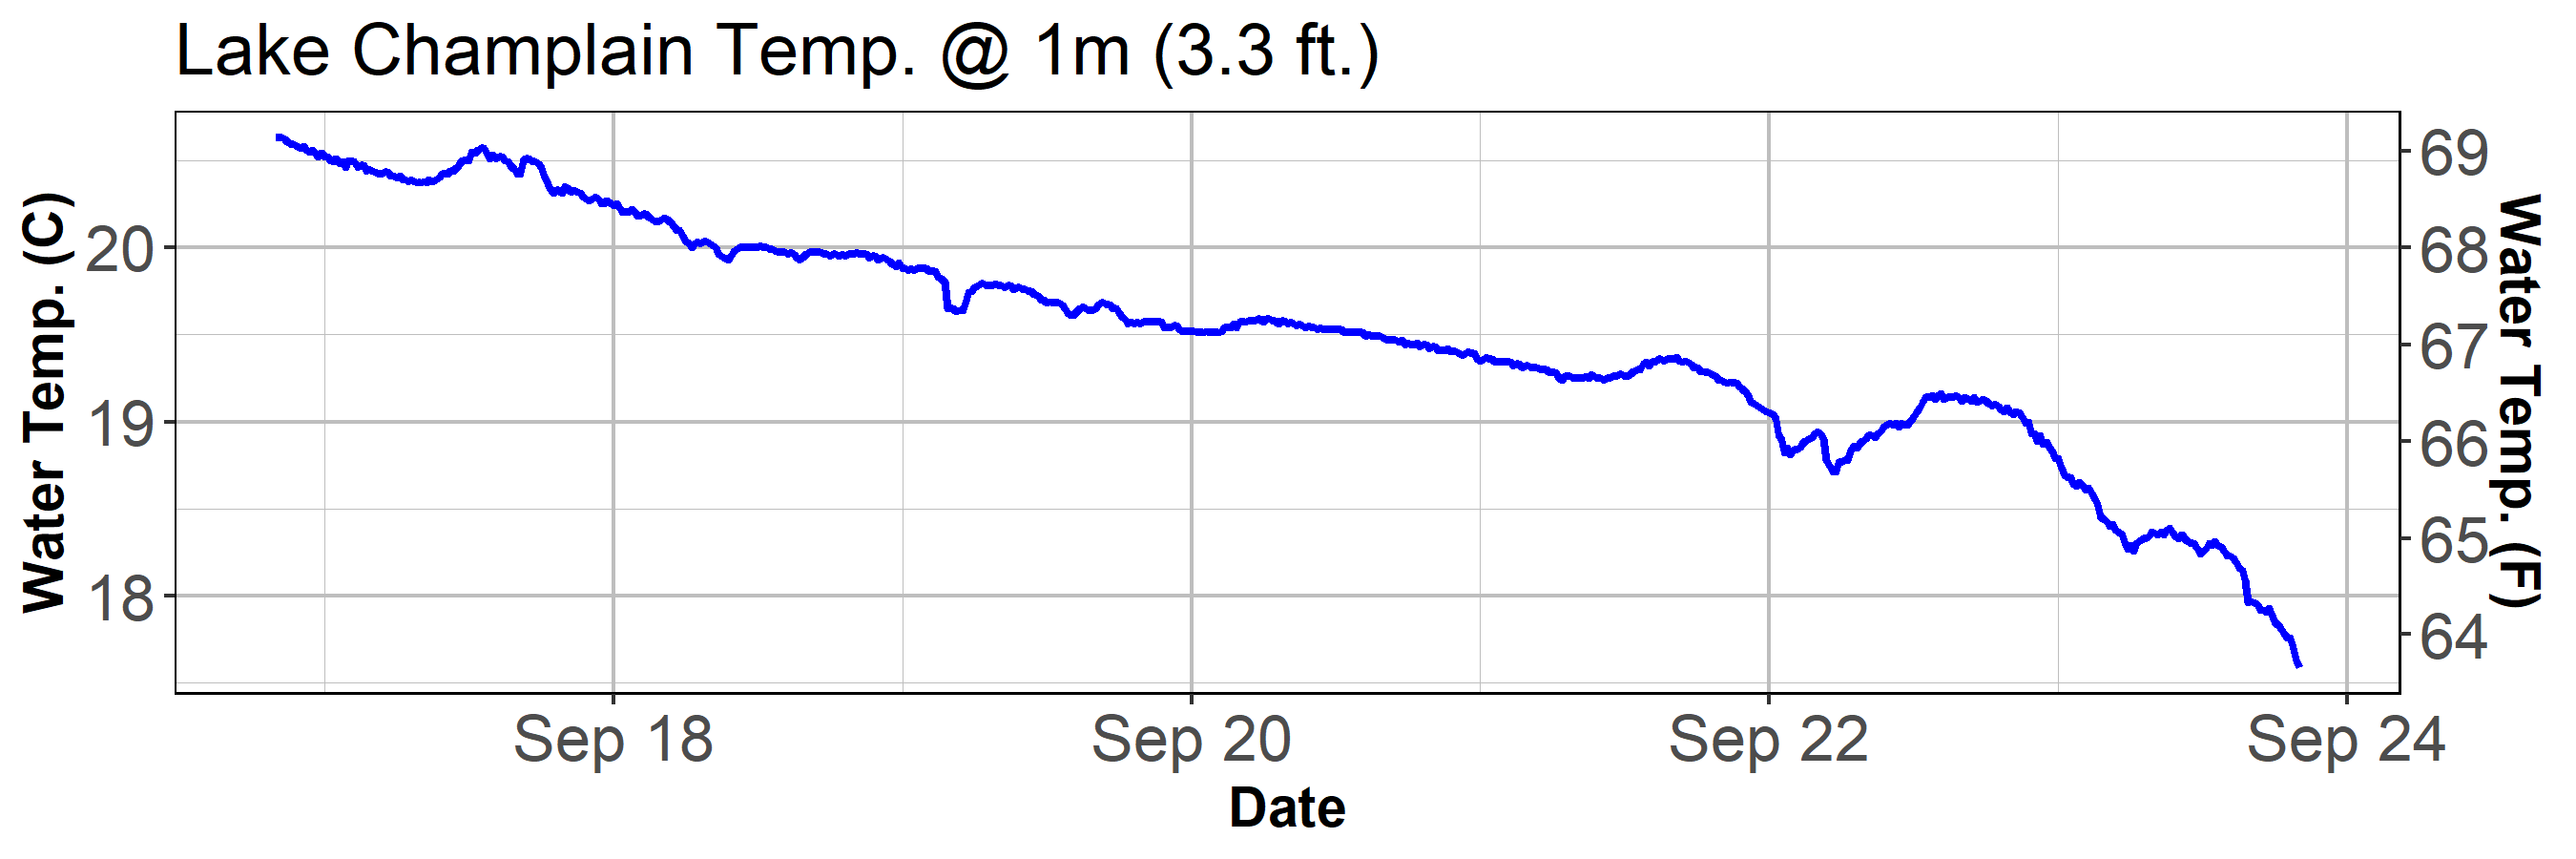 Lake Champlain Temp. @ 1m (3.3 ft.)
Water Temp. (C)
20
19
18
69
68
67
66
65
64
Water Temp. (F)
Sep 18 Sep 20 Sep 22 Sep 24
Date